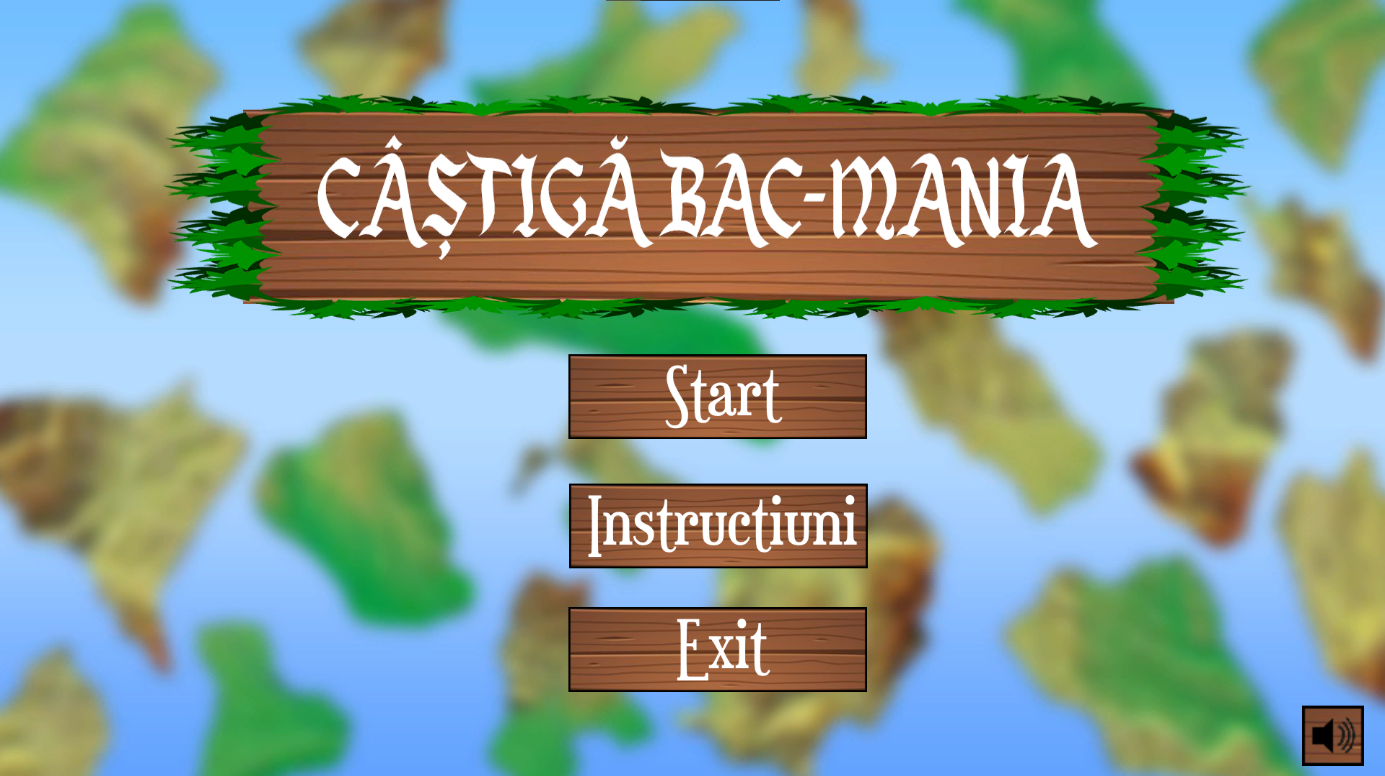 CÂȘTIGĂ BAC-MANIA
Start
Instructiuni
Exit